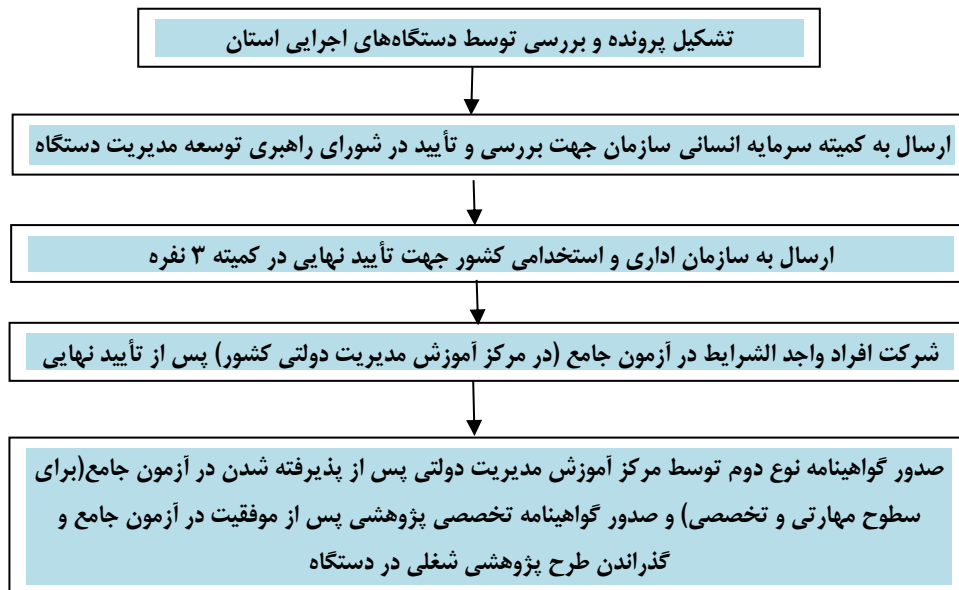 تشکیل پرونده و بررسی توسط دستگاه‌های اجرایی استان
ارسال به کمیته سرمایه انسانی سازمان جهت بررسی و تأیید در شورای راهبری توسعه مدیریت دستگاه
ارسال به سازمان اداری و استخدامی کشور جهت تأیید نهایی در کمیته ۳ نفره
شرکت افراد واجد الشرایط در آزمون جامع (در مرکز آموزش مدیریت دولتی کشور) پس از تأیید نهایی
صدور گواهینامه نوع دوم توسط مرکز آموزش مدیریت دولتی پس از پذیرفته شدن در آزمون جامع(برای
سطوح مهارتی و تخصصی) و صدور گواهینامه تخصصی پژوهشی پس از موفقیت در آزمون جامع و
گذراندن طرح پژوهشی شغلی در دستگاه